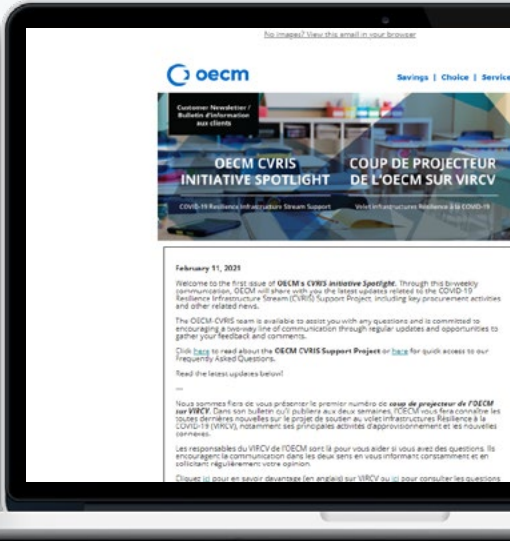 No images? View this email in your browser
oecm
Savings | Choice | Service
Customer Newsletter /
Bulletin d'information
aux clients
OECM CVRIS
INITIATIVE SPOTLIGHT
COUP DE PROJECTEUR
DE L'OECM SUR VIRCV
COVID-19 Resilience Infrastructure Stream Support
Volet infrastructures Résilience à la COVID-19
February 11, 2021
Welcome to the first issue of OECM's CVRIS Initiative Spotlight. Through this biweekly
communication, OECM will share with you the latest updates related to the COVID-19
Resilience Infrastructure Stream (CVRIS) Support Project, including key procurement activities
and other related news.
The OECM-CVRIS team is available to assist you with any questions and is committed to
encouraging a two-way line of communication through regular updates and opportunities to
gather your feedback and comments.
Click here to read about the OECM CVRIS Support Project or here for quick access to our
Frequently Asked Questions.
Read the latest updates below!
—
Nous sommes fiers de vous présenter le premier numéro de coup de projecteur de l'OECM
sur VIRCV. Dans son bulletin qu'il publiera aux deux semaines, l'OECM vous fera connaître les
toutes dernières nouvelles sur le projet de soutien au volet infrastructures Résilience à la
COVID-19 (VIRCV), notamment ses principales activités d'approvisionnement et les nouvelles
connexes.
Les responsables du VIRCV de l'OECM sont là pour vous aider si vous avez des questions. Ils
encouragent la communication dans les deux sens en vous informant constamment et en
sollicitant régulièrement votre opinion.
Cliquez ici pour en savoir davantage (en anglais) sur VIRCV ou ici pour consulter les questions